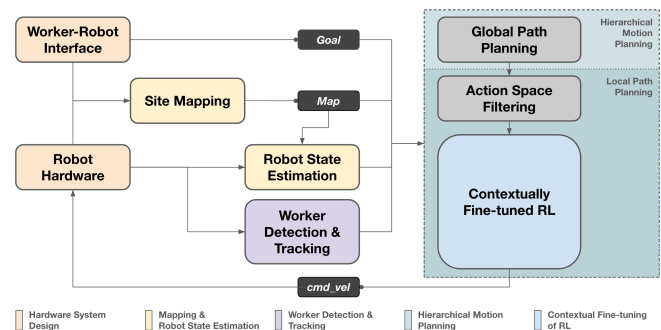 Worker-Robot
Interface
Goal
Global Path
Planning
Hierarchical
Motion
Planning
Site Mapping
Map
Action Space
Filtering
Local Path
Planning
Robot
Hardware
Robot State
Estimation
Contextually
Fine-tuned RL
Worker
Detection &
Tracking
cmd_vel
Hardware System
Design
Mapping &
Robot State Estimation
Worker Detection &
Tracking
Hierarchical Motion
Planning
Contextual Fine-tuning
of RL